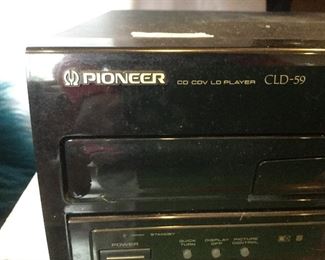 PIONEER CD CDV LD PLAYER CLD-59
STANDBY
POWER
QUICK TURN
DISPLAY OFF
PICTURE CONTROL